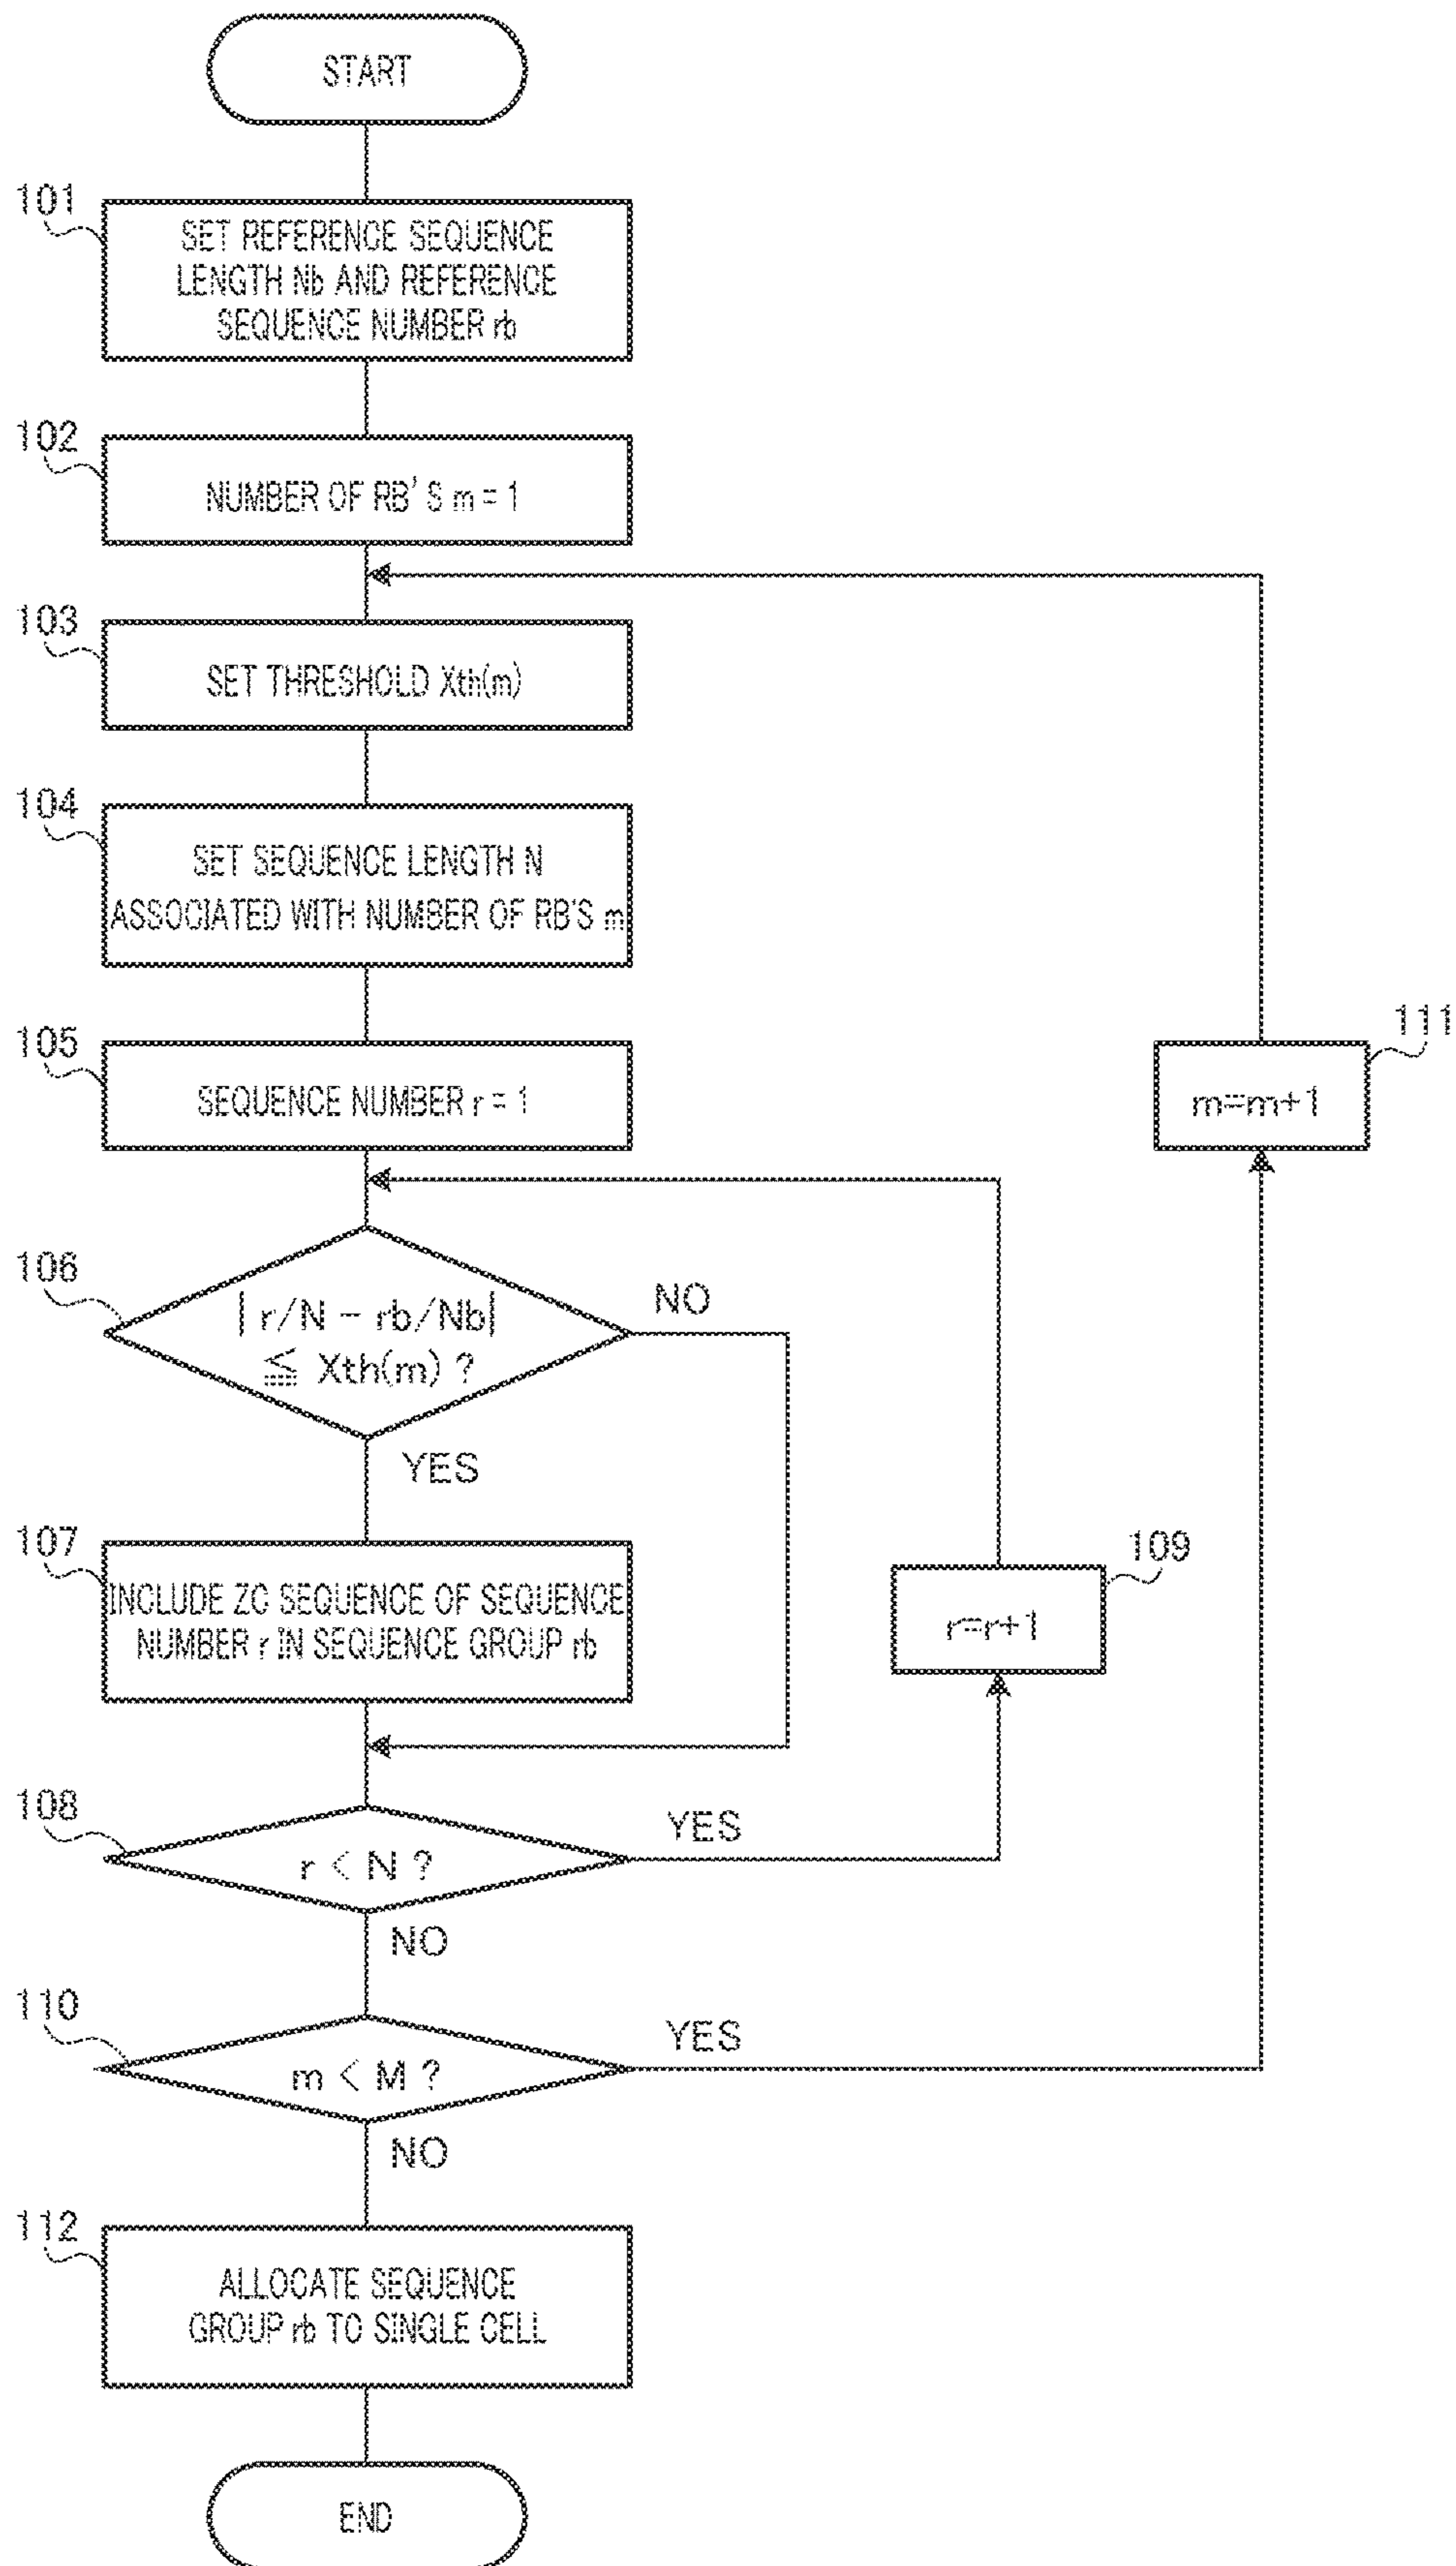 START
101
SET REFERENCE SEQUENCE
LENGTH Nb AND REFERENCE
SEQUENCE NUMBER rb
102
NUMBER OF RB' S m = 1
103
SET THRESHOLD Xth(m)
104
SET SEQUENCE LENGTH N
ASSOCIATED WITH NUMBER OF RB'S m
105
SEQUENCE NUMBER r = 1
111
m=m+1
106
| r/N − rb/Nb|
≦ Xth(m) ?
NO
YES
107
INCLUDE ZC SEQUENCE OF SEQUENCE
NUMBER r IN SEQUENCE GROUP rb
109
r=r+1
108
r < N ?
YES
NO
110
m < M ?
YES
NO
112
ALLOCATE SEQUENCE
GROUP rb TO SINGLE CELL
END